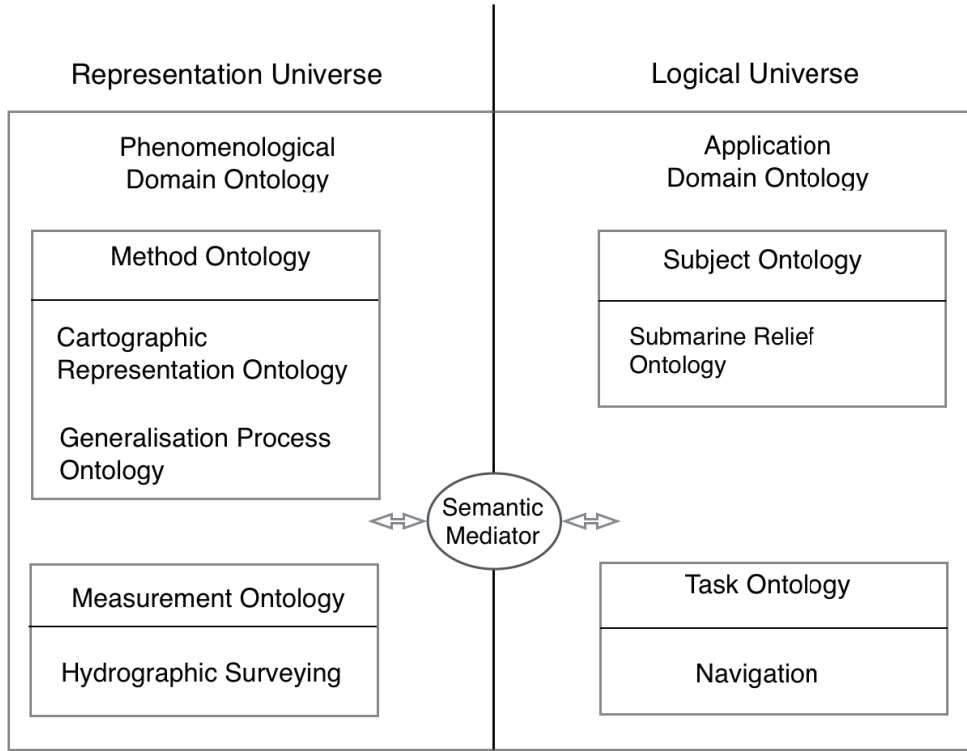 Representation Universe
Logical Universe
Phenomenological
Domain Ontology
Application
Domain Ontology
Method Ontology
Cartographic
Representation Ontology
Generalisation Process
Ontology
Subject Ontology
Submarine Relief
Ontology
Semantic
Mediator
Measurement Ontology
Hydrographic Surveying
Task Ontology
Navigation